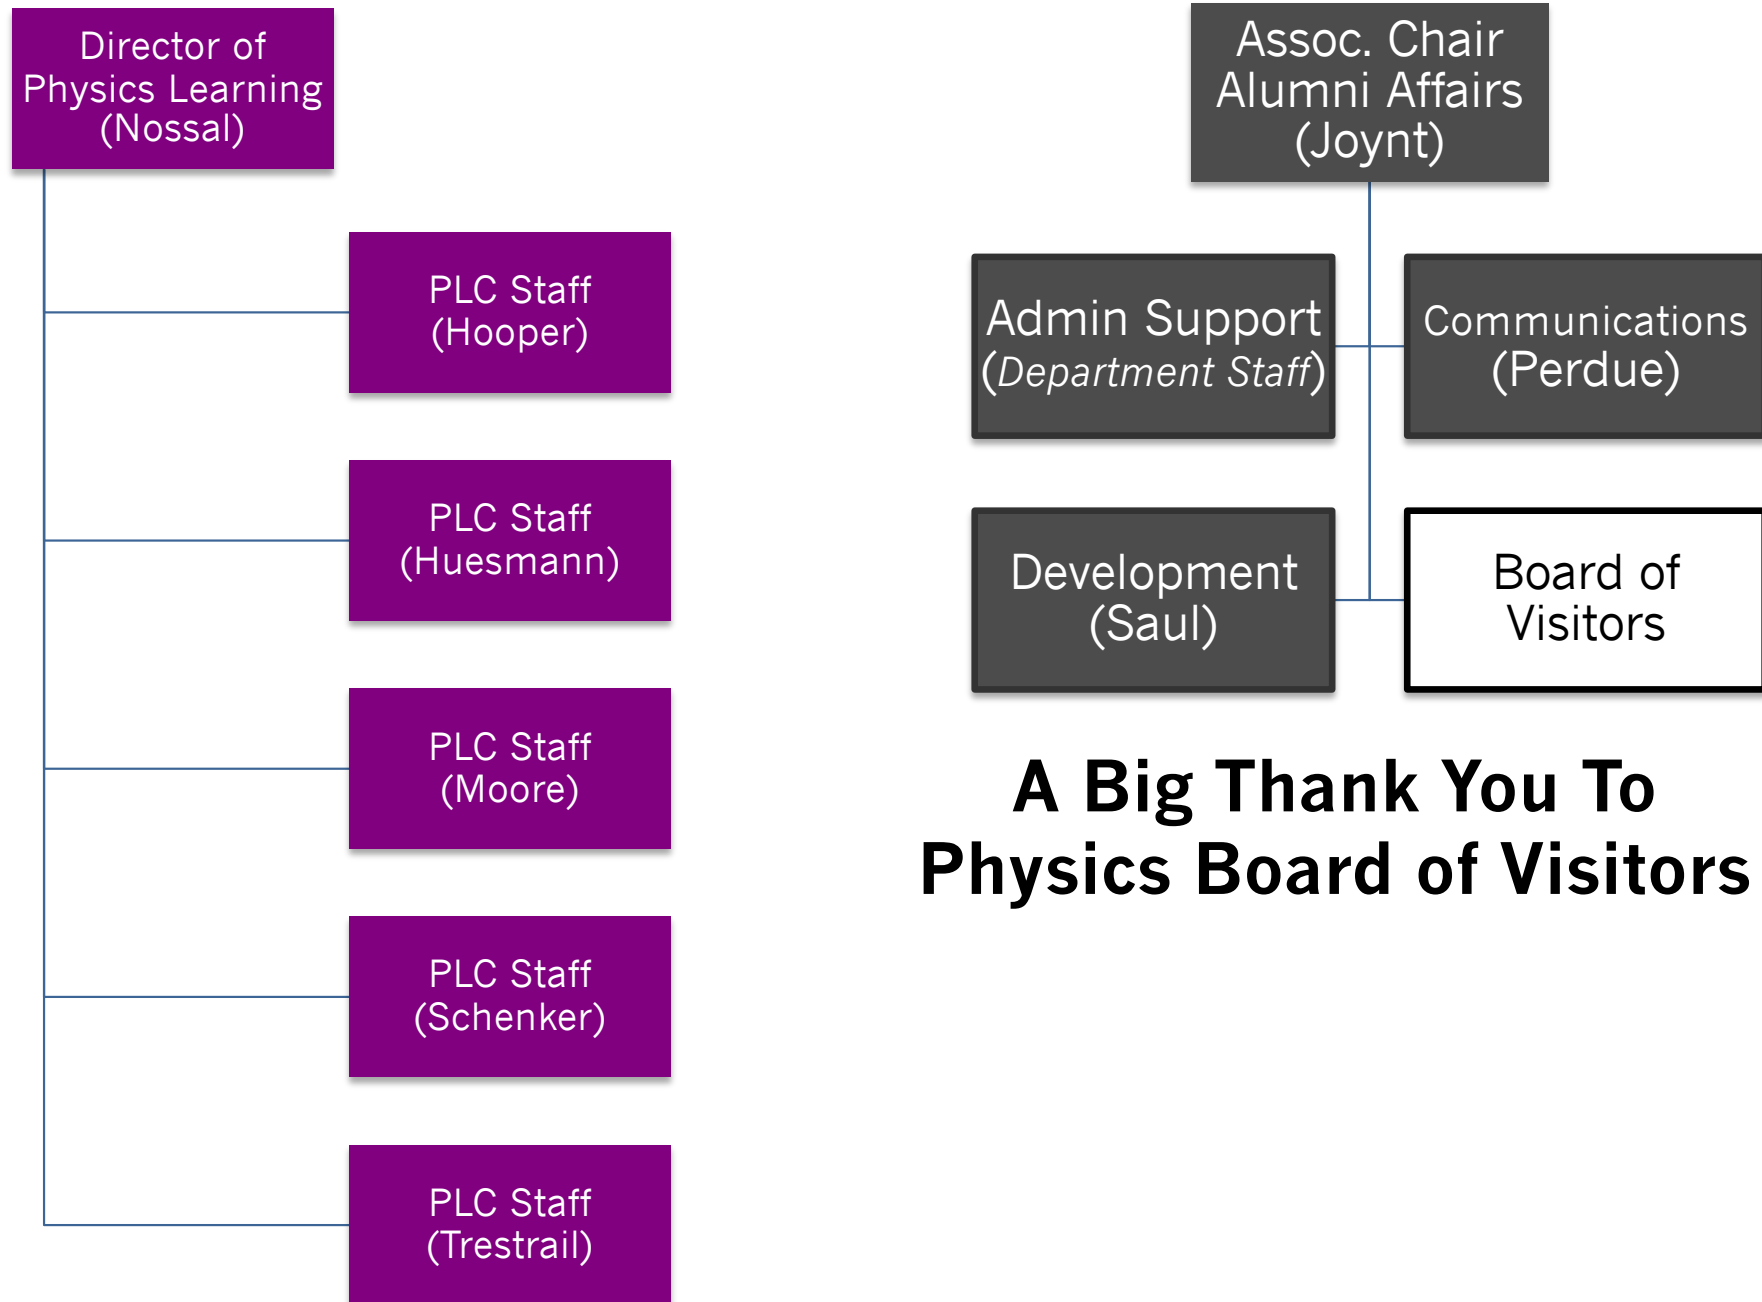 Director of
Physics Learning
(Nossal)
PLC Staff
(Hooper)
PLC Staff
(Huesmann)
PLC Staff
(Moore)
PLC Staff
(Schenker)
PLC Staff
(Trestrail)
Assoc. Chair
Alumni Affairs
(Joynt)
Admin Support
(Department Staff)
Communications
(Perdue)
Development
(Saul)
Board of
Visitors
A Big Thank You To
Physics Board of Visitors